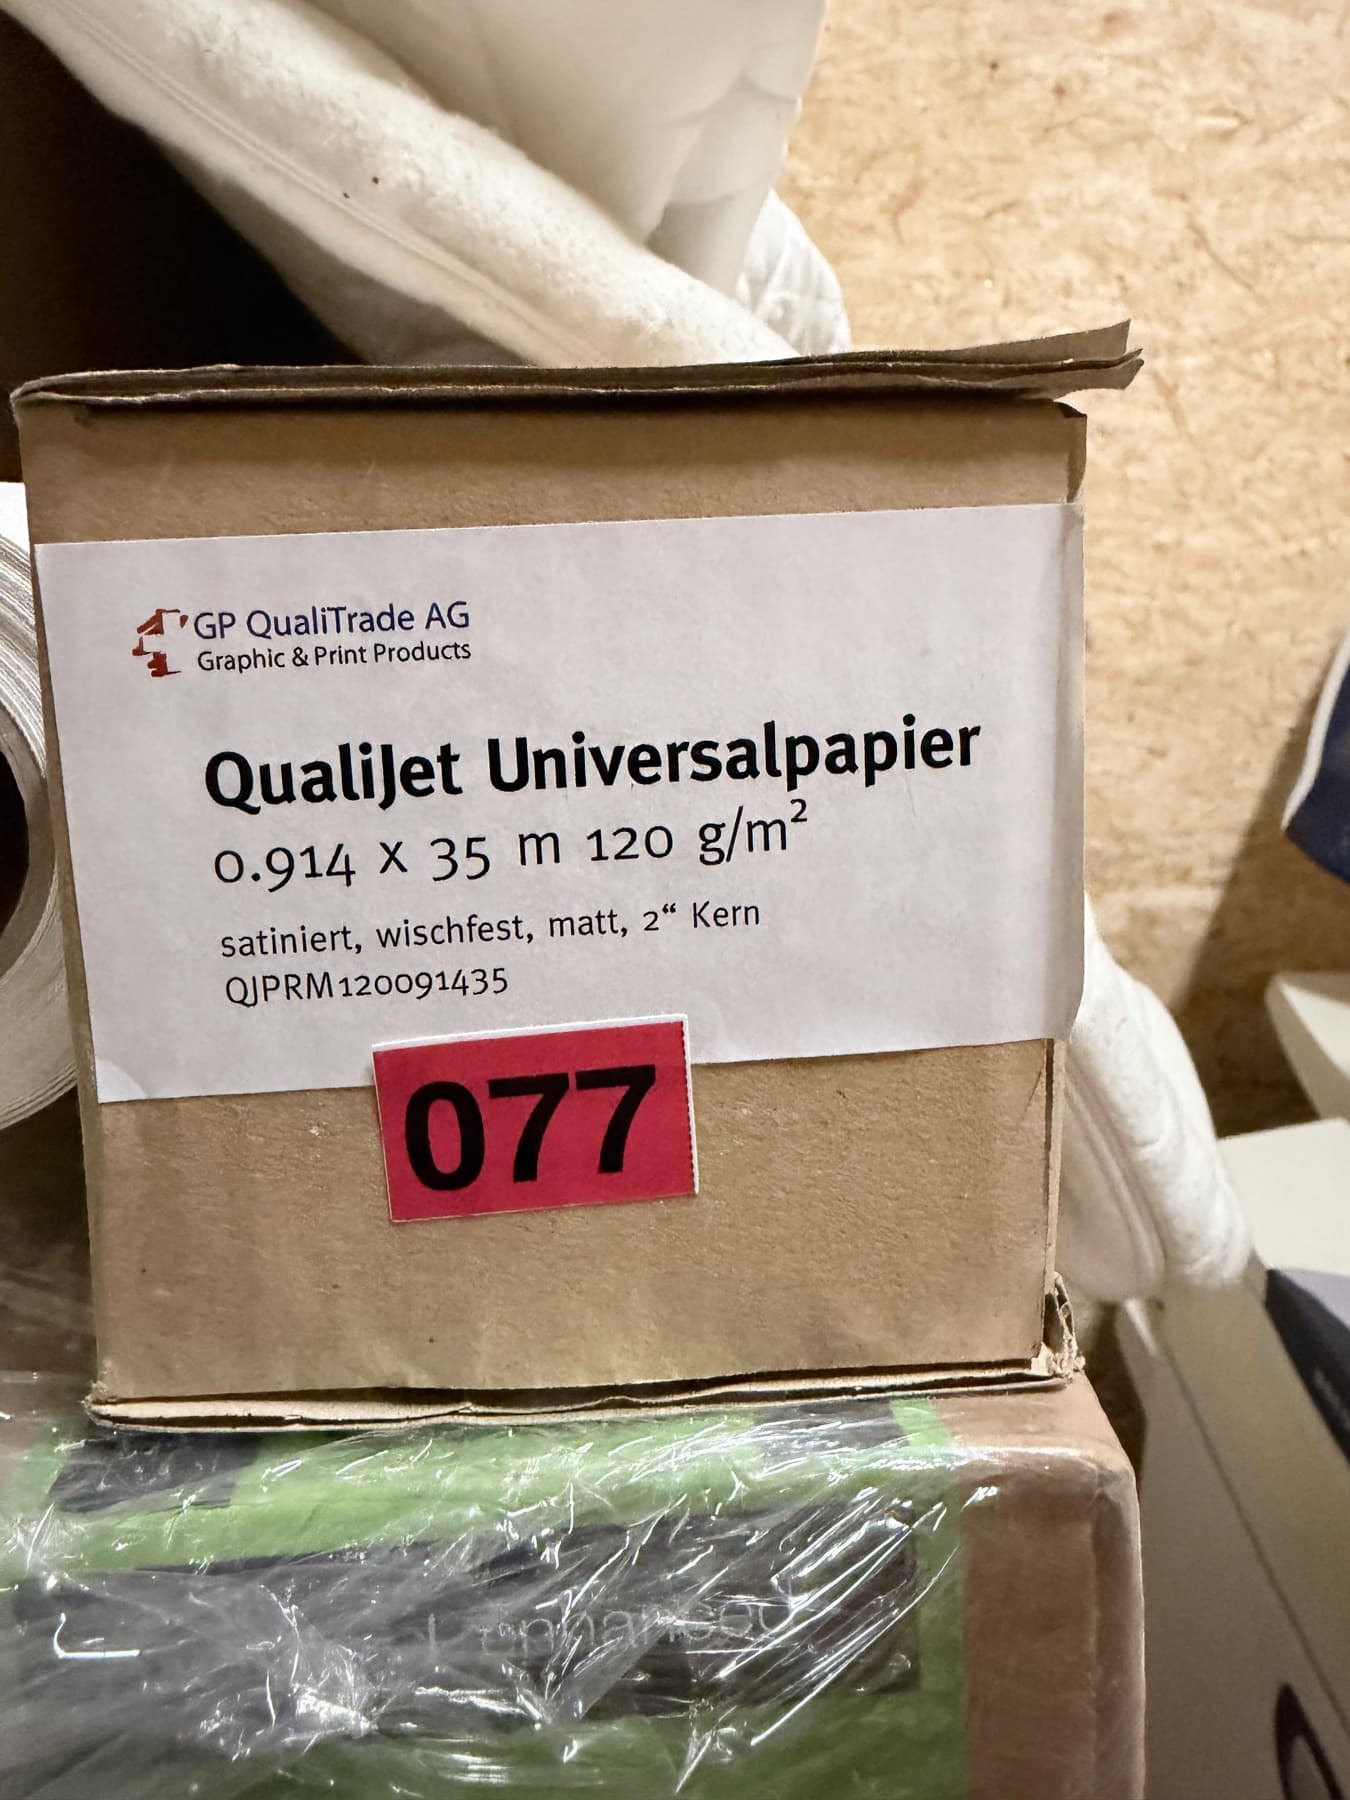 GP QualiTrade AG
Graphic & Print Products
QualiJet Universalpapier
0.914 x 35 m 120 g/m²
satiniert, wischfest, matt, 2“ Kern
QJPRM120091435
077
Enhanced